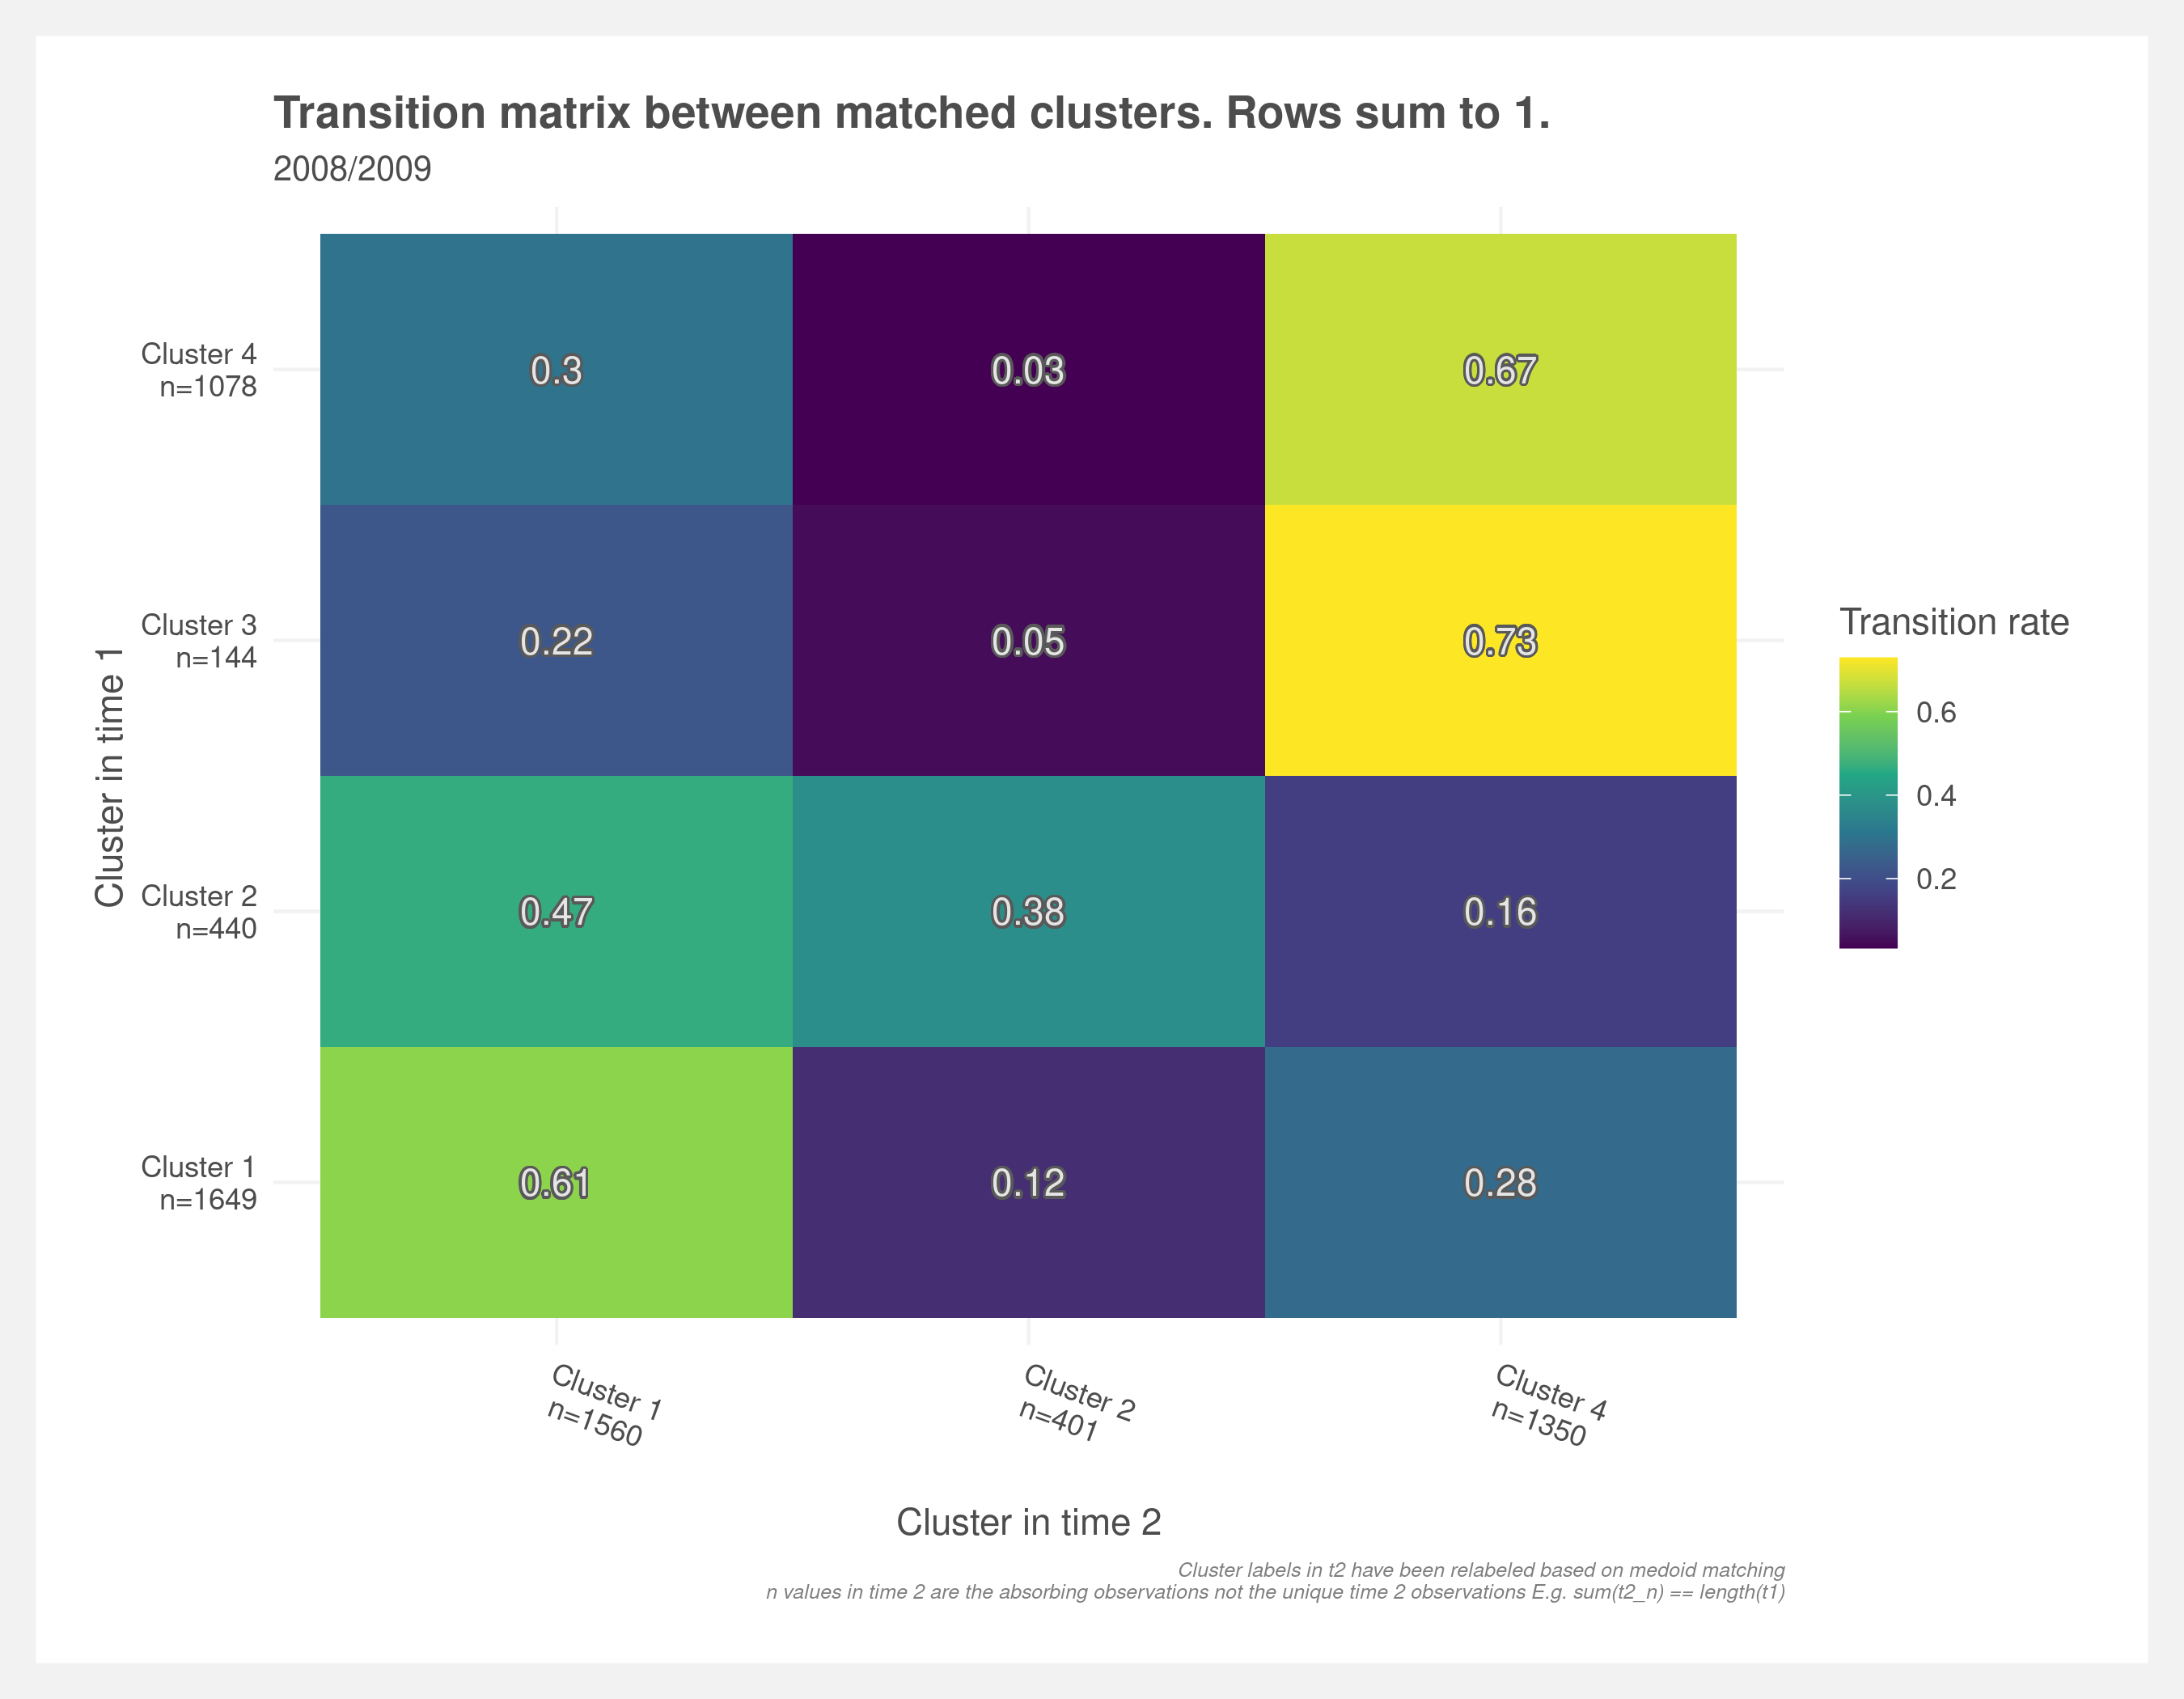 Transition matrix between matched clusters. Rows sum to 1.
2008/2009
Cluster in time 1
Cluster 4
n=1078
0.3
0.03
0.67
Cluster 3
n=144
0.22
0.05
0.73
Cluster 2
n=440
0.47
0.38
0.16
Cluster 1
n=1649
0.61
0.12
0.28
Cluster 1
n=1560
Cluster 2
n=401
Cluster 4
n=1350
Cluster in time 2
Transition rate
0.6
0.4
0.2
Cluster labels in t2 have been relabeled based on medoid matching
n values in time 2 are the absorbing observations not the unique time 2 observations E.g. sum(t2_n) == length(t1)